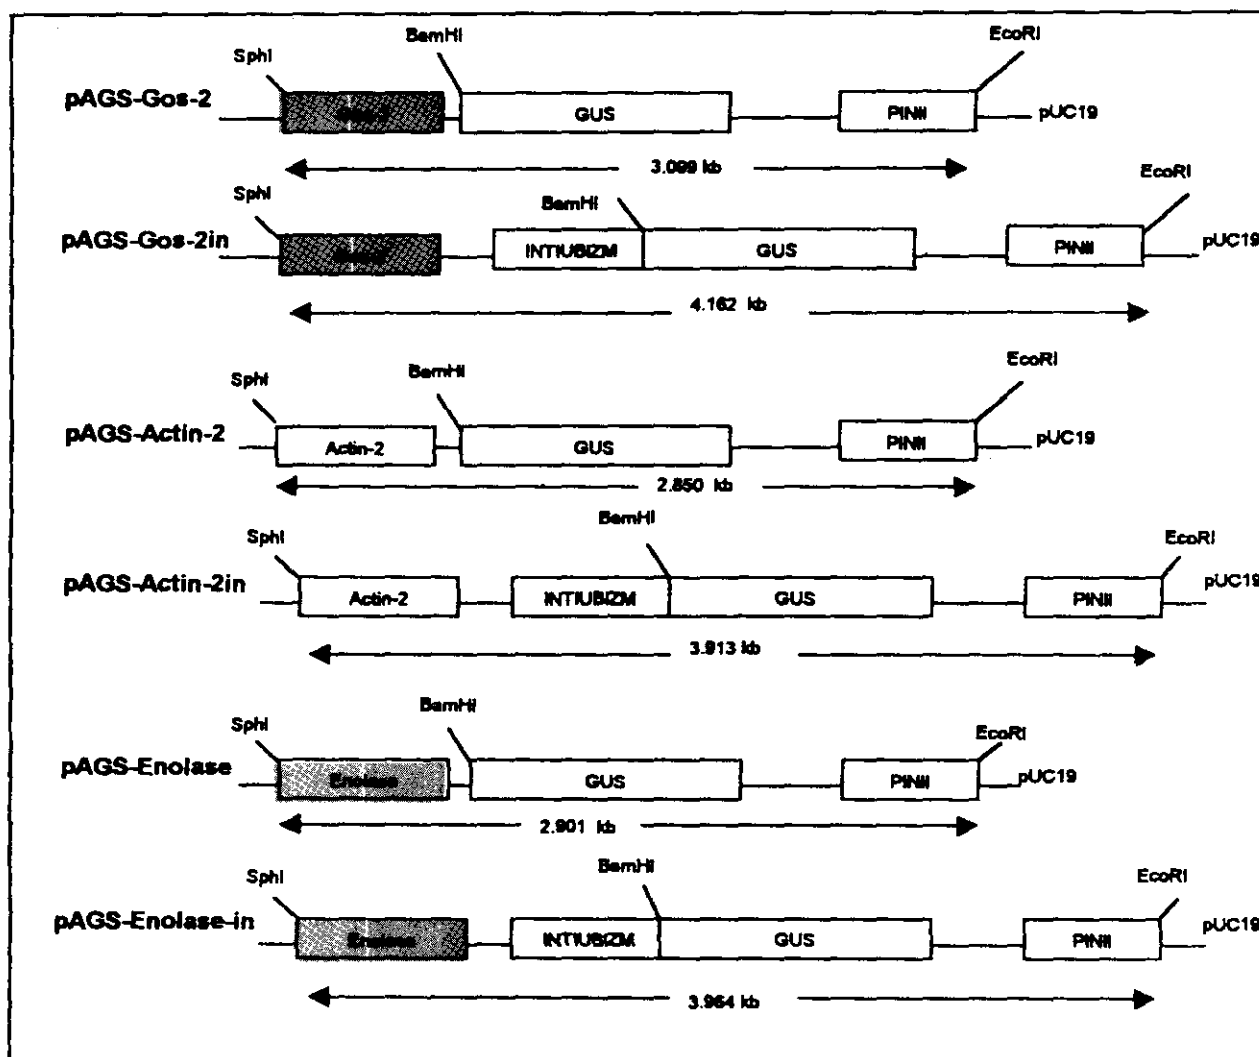 BamHI
EcoRI
SphI
pAGS-Gos-2
GUS
PINII
pUC19
3.099 kb
SphI
BamHI
EcoRI
pAGS-Gos-2in
INTIUBIZM
GUS
PINII
pUC19
4.162 kb
SphI
BamHI
EcoRI
pAGS-Actin-2
Actin-2
GUS
PINII
pUC19
2.850 kb
SphI
BamHI
EcoRI
pAGS-Actin-2in
Actin-2
INTIUBIZM
GUS
PINII
pUC19
3.913 kb
SphI
BamHI
EcoRI
pAGS-Enolase
Enolase
GUS
PINII
pUC19
2.901 kb
SphI
BamHI
EcoRI
pAGS-Enolase-in
Enolase
INTIUBIZM
GUS
PINII
pUC19
3.964 kb